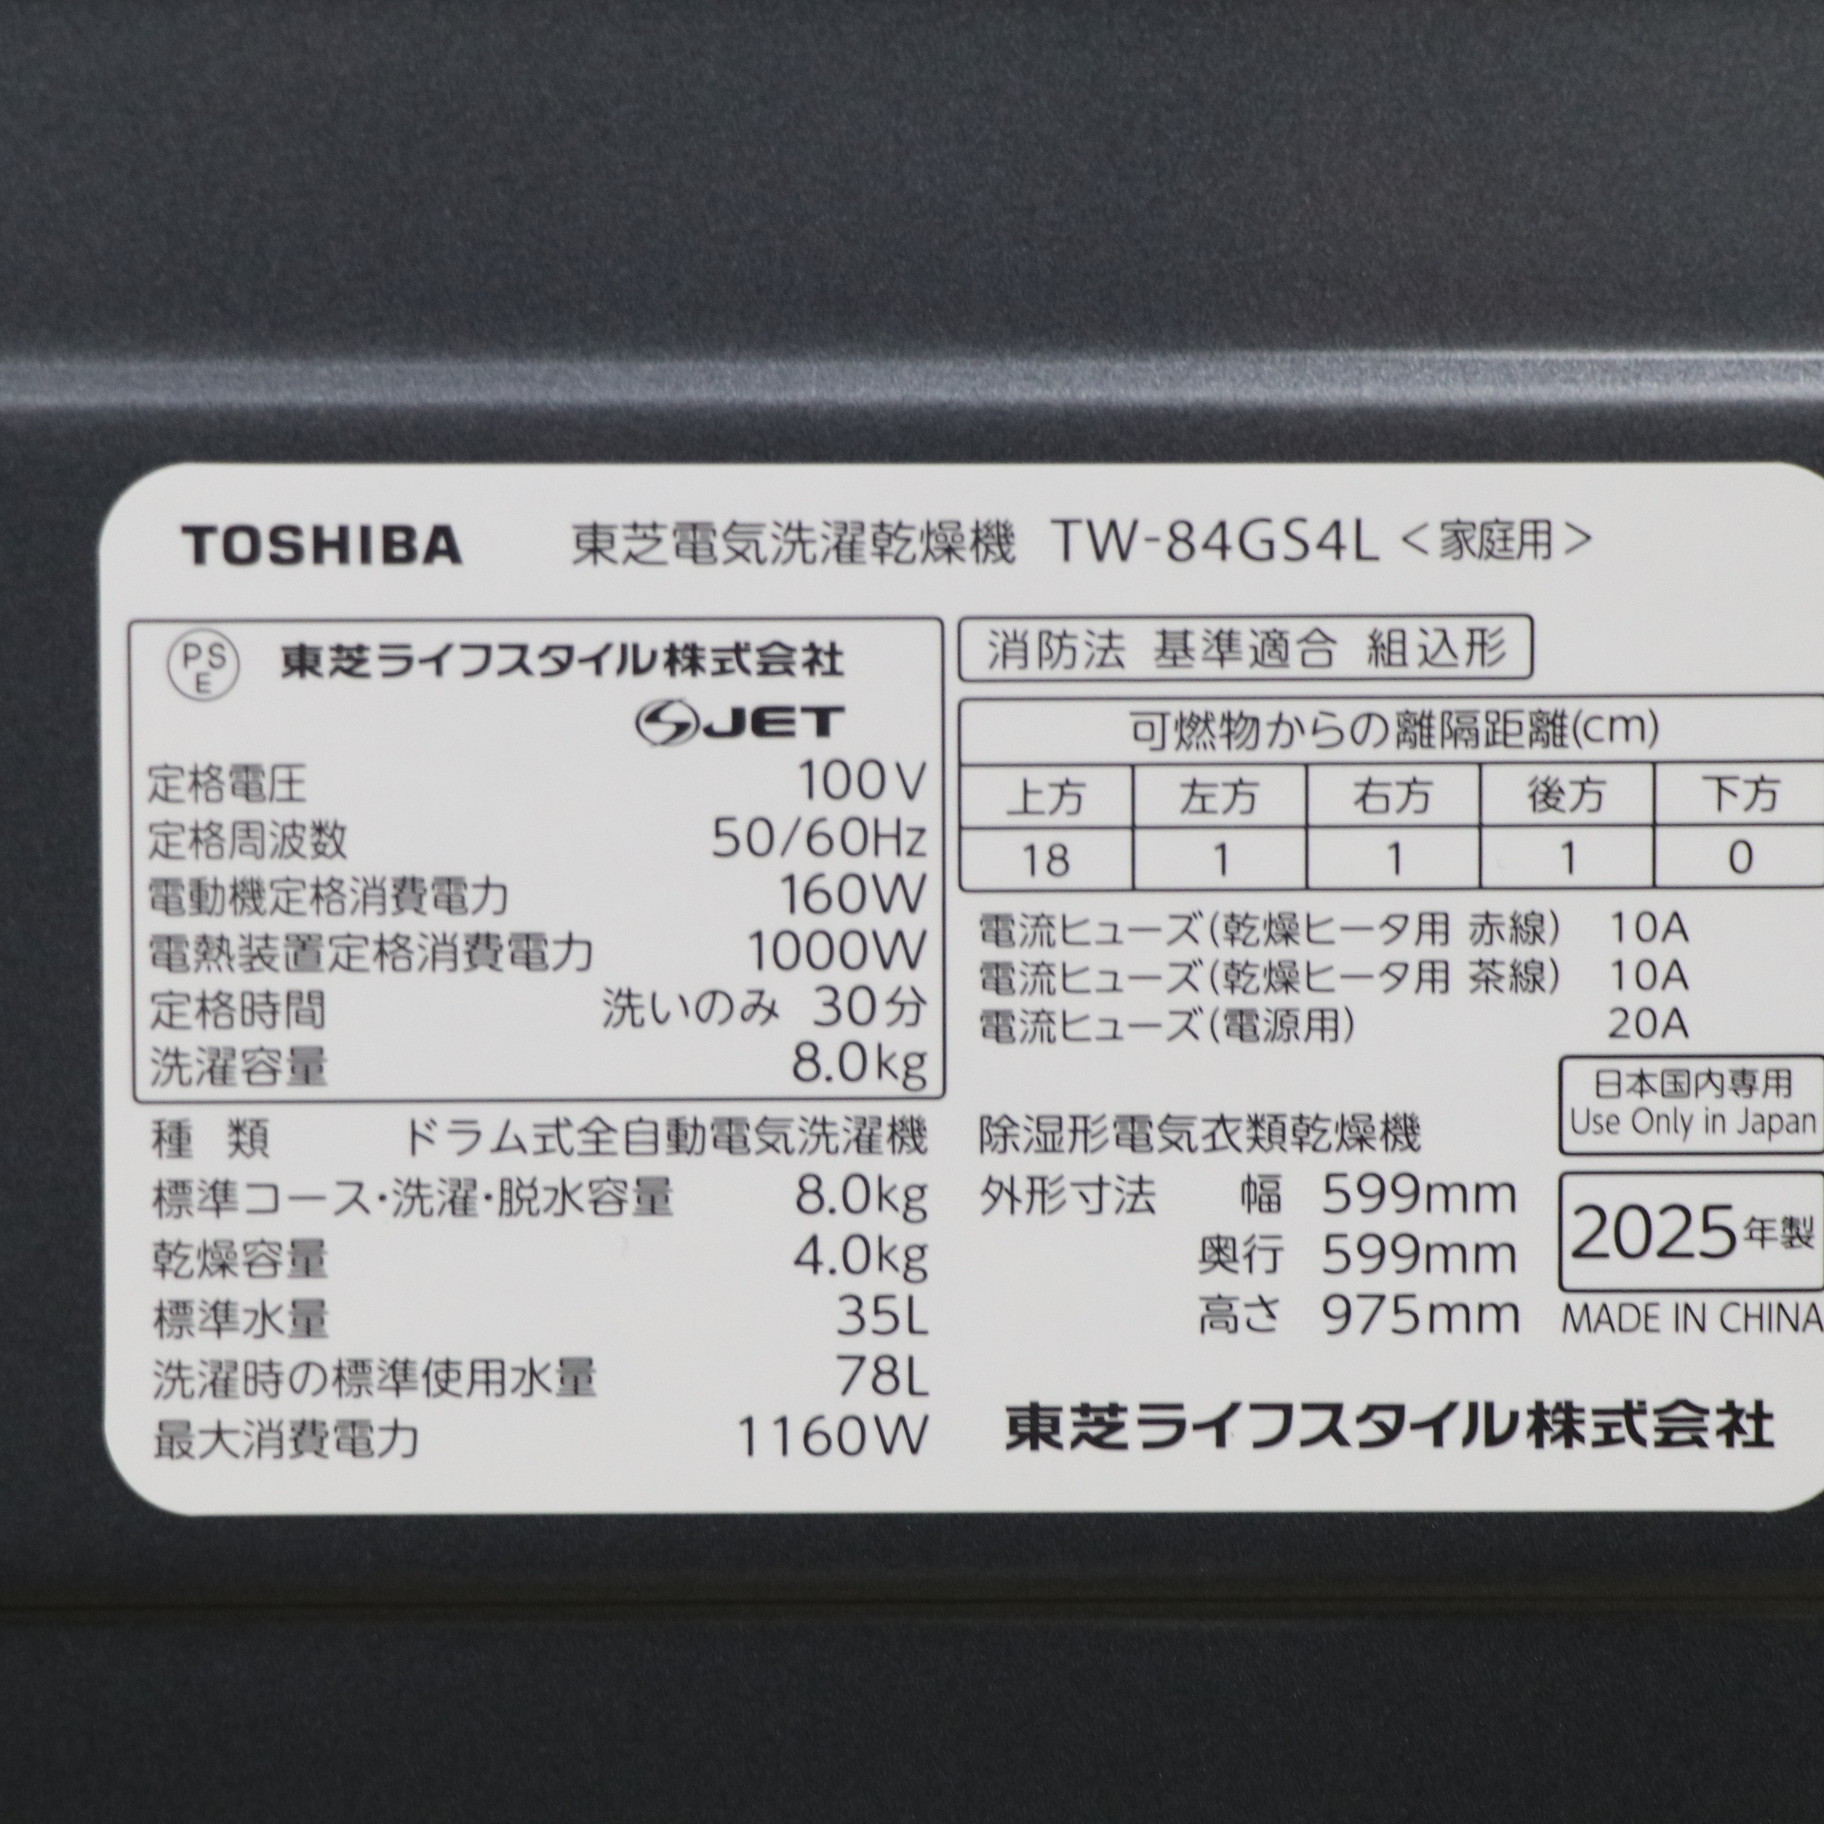 TOSHIBA 東芝電気洗濯乾燥機 TW-84GS4L <家庭用>
PS E 東芝ライフスタイル株式会社
JET
定格電圧 100V
定格周波数 50/60Hz
電動機定格消費電力 160W
電熱装置定格消費電力 1000W
定格時間 洗いのみ 30分
洗濯容量 8.0kg
種 類 ドラム式全自動電気洗濯機
標準コース・洗濯・脱水容量 8.0kg
乾燥容量 4.0kg
標準水量 35L
洗濯時の標準使用水量 78L
最大消費電力 1160W
消防法 基準適合 組込形
可燃物からの離隔距離(cm)
上方 左方 右方 後方 下方
18 1 1 1 0
電流ヒューズ(乾燥ヒータ用 赤線) 10A
電流ヒューズ(乾燥ヒータ用 茶線) 10A
電流ヒューズ(電源用) 20A
日本国内専用
Use Only in Japan
除湿形電気衣類乾燥機
外形寸法 幅 599mm
奥行 599mm
高さ 975mm
2025年製
MADE IN CHINA
東芝ライフスタイル株式会社